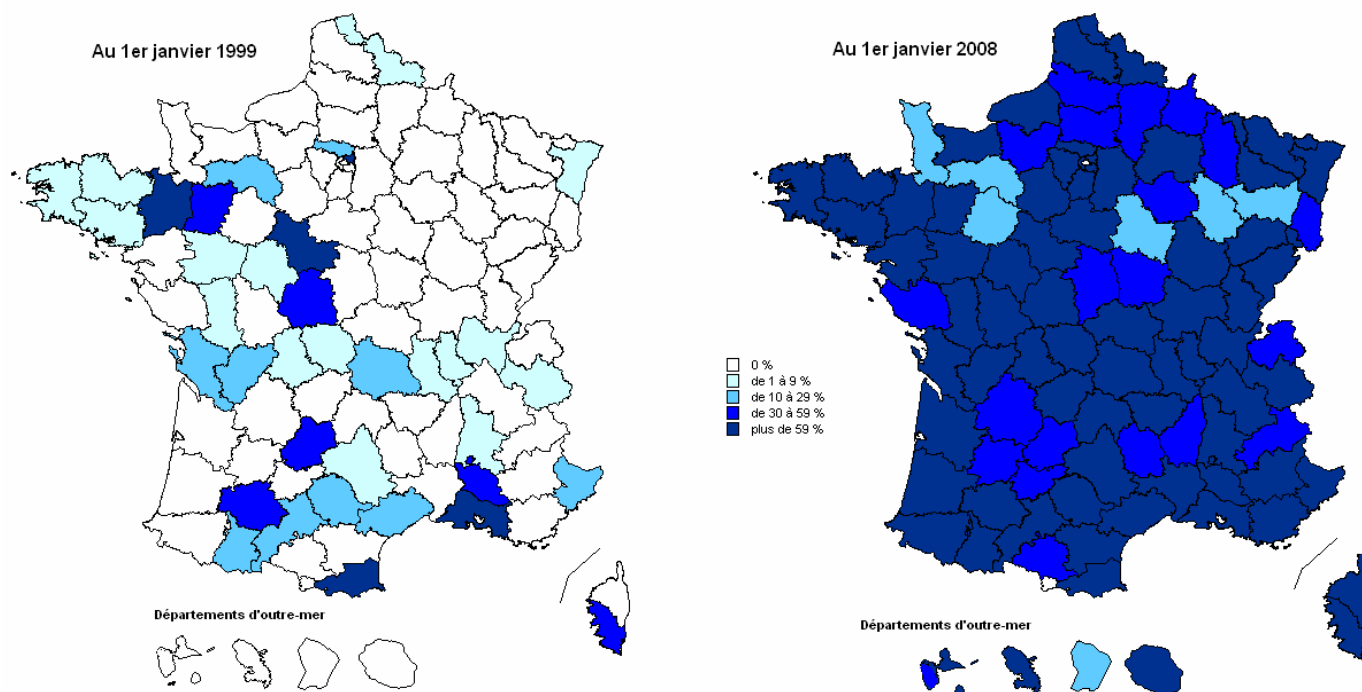 Au 1er janvier 1999
Au 1er janvier 2008
0 %
de 1 à 9 %
de 10 à 29 %
de 30 à 59 %
plus de 59 %
Départements d'outre-mer
Départements d'outre-mer